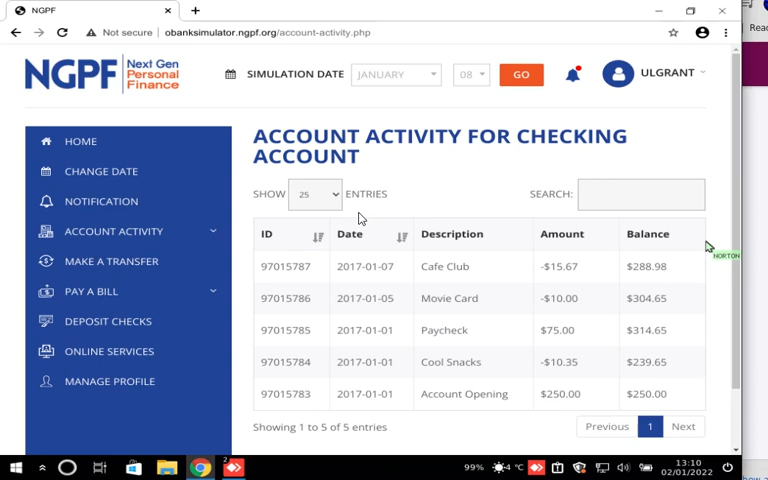 NGPF
Not secure obanksimulator.ngpf.org/account-activity.php
Read
NGPF Next Gen Personal Finance
SIMULATION DATE JANUARY 08 GO ULGRANT
HOME
CHANGE DATE
NOTIFICATION
ACCOUNT ACTIVITY
MAKE A TRANSFER
PAY A BILL
DEPOSIT CHECKS
ONLINE SERVICES
MANAGE PROFILE
ACCOUNT ACTIVITY FOR CHECKING
ACCOUNT
SHOW 25 ENTRIES SEARCH:
ID Date Description Amount Balance
NORTON
97015787 2017-01-07 Cafe Club -$15.67 $288.98
97015786 2017-01-05 Movie Card -$10.00 $304.65
97015785 2017-01-01 Paycheck $75.00 $314.65
97015784 2017-01-01 Cool Snacks -$10.35 $239.65
97015783 2017-01-01 Account Opening $250.00 $250.00
Showing 1 to 5 of 5 entries Previous 1 Next
2 99% -4 °C 13:10
02/01/2022